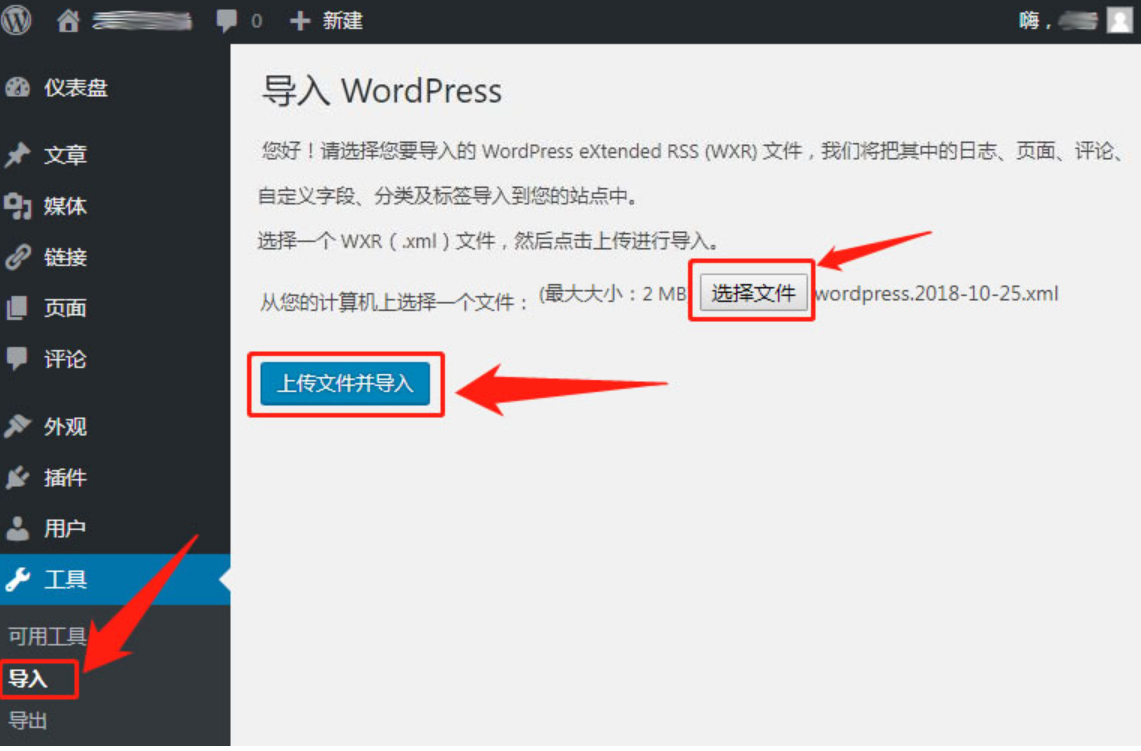 0 新建
嗨，
仪表盘
文章
媒体
链接
页面
评论
外观
插件
用户
工具
可用工具
导入
导出
导入 WordPress
您好！请选择您要导入的 WordPress eXtended RSS (WXR) 文件，我们将把其中的日志、页面、评论、
自定义字段、分类及标签导入到您的站点中。
选择一个 WXR（.xml）文件，然后点击上传进行导入。
从您的计算机上选择一个文件： (最大大小：2 MB 选择文件 wordpress.2018-10-25.xml
上传文件并导入